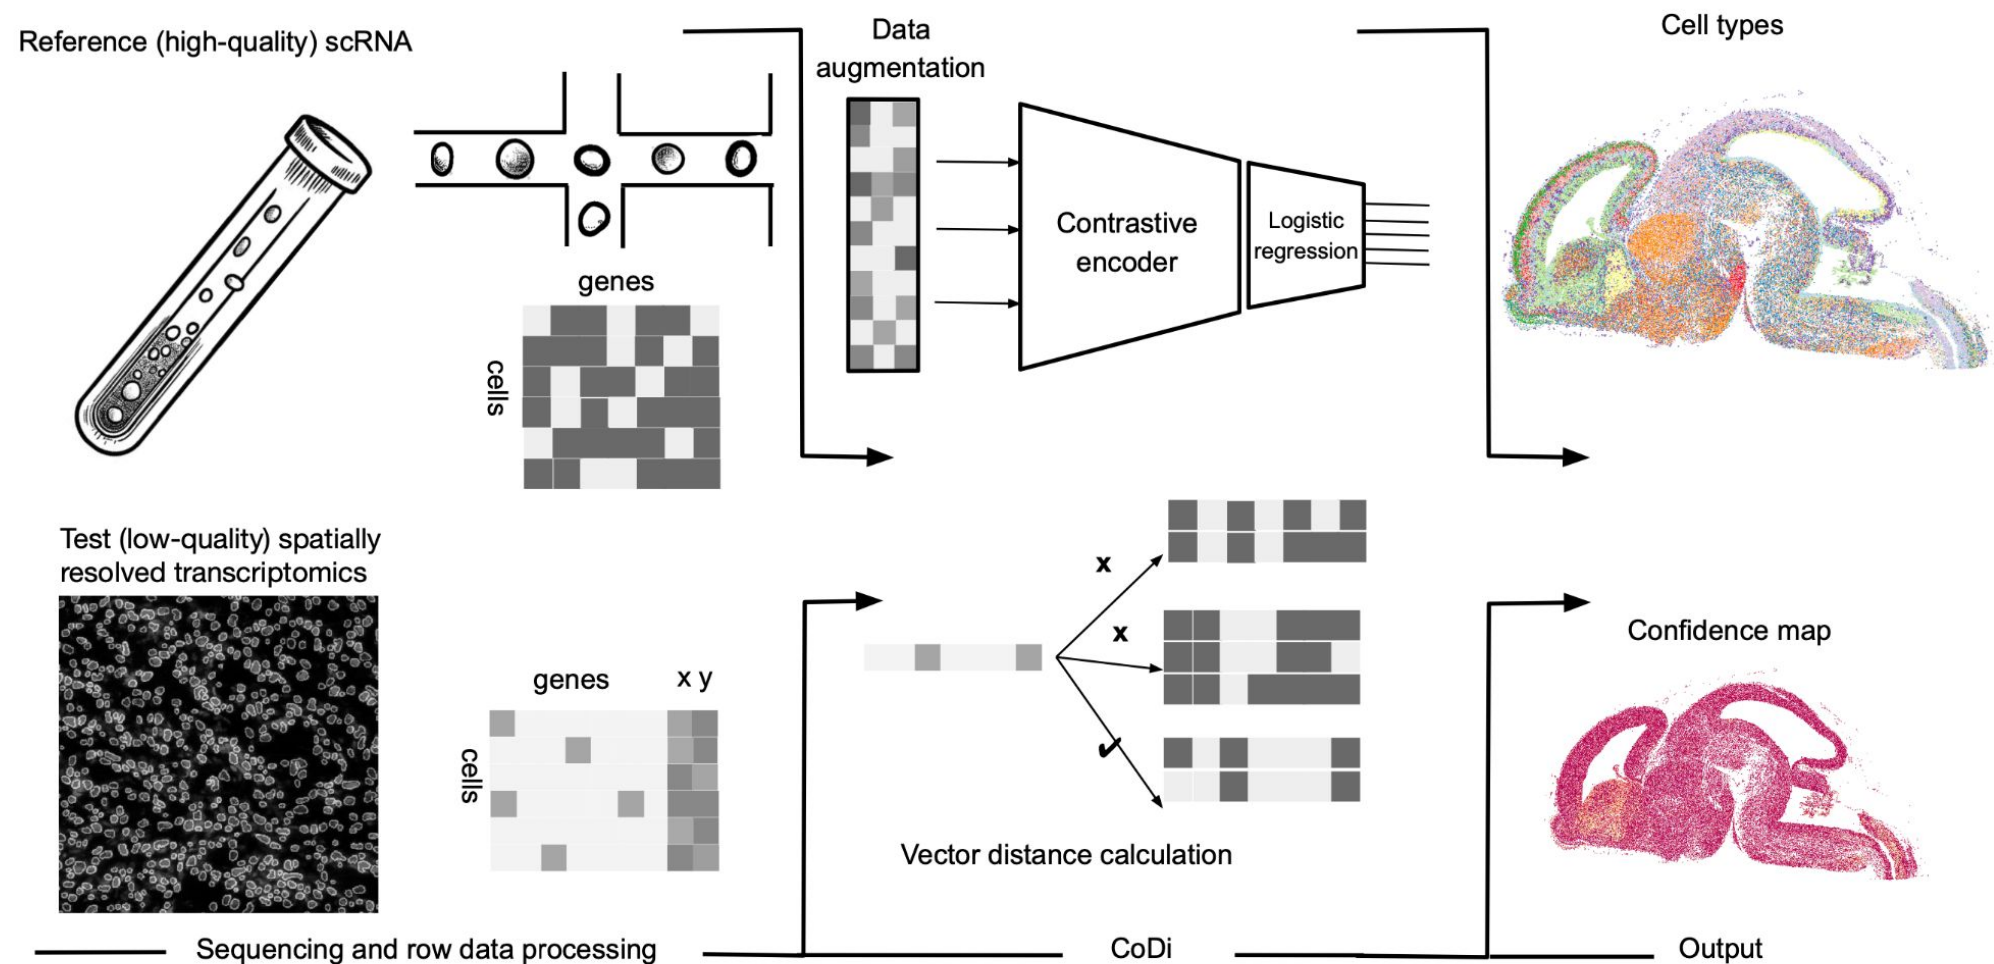 Reference (high-quality) scRNA
genes
cells
Test (low-quality) spatially
resolved transcriptomics
genes
x y
cells
Sequencing and row data processing
Data
augmentation
Contrastive
encoder
Logistic
regression
x
x
Vector distance calculation
CoDi
Cell types
Confidence map
Output